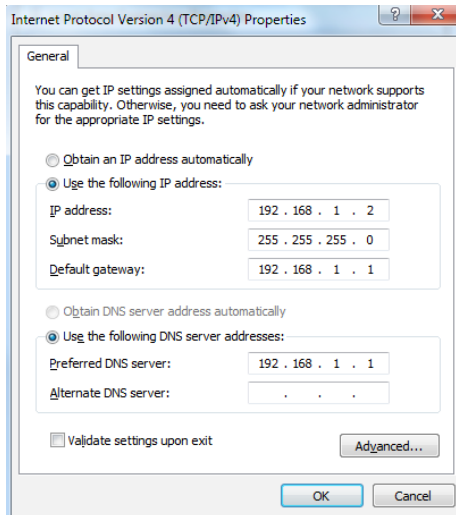 Internet Protocol Version 4 (TCP/IPv4) Properties
General
You can get IP settings assigned automatically if your network supports
this capability. Otherwise, you need to ask your network administrator
for the appropriate IP settings.
Obtain an IP address automatically
Use the following IP address:
IP address: 192 . 168 . 1 . 2
Subnet mask: 255 . 255 . 255 . 0
Default gateway: 192 . 168 . 1 . 1
Obtain DNS server address automatically
Use the following DNS server addresses:
Preferred DNS server: 192 . 168 . 1 . 1
Alternate DNS server: . . .
Validate settings upon exit
Advanced...
OK Cancel